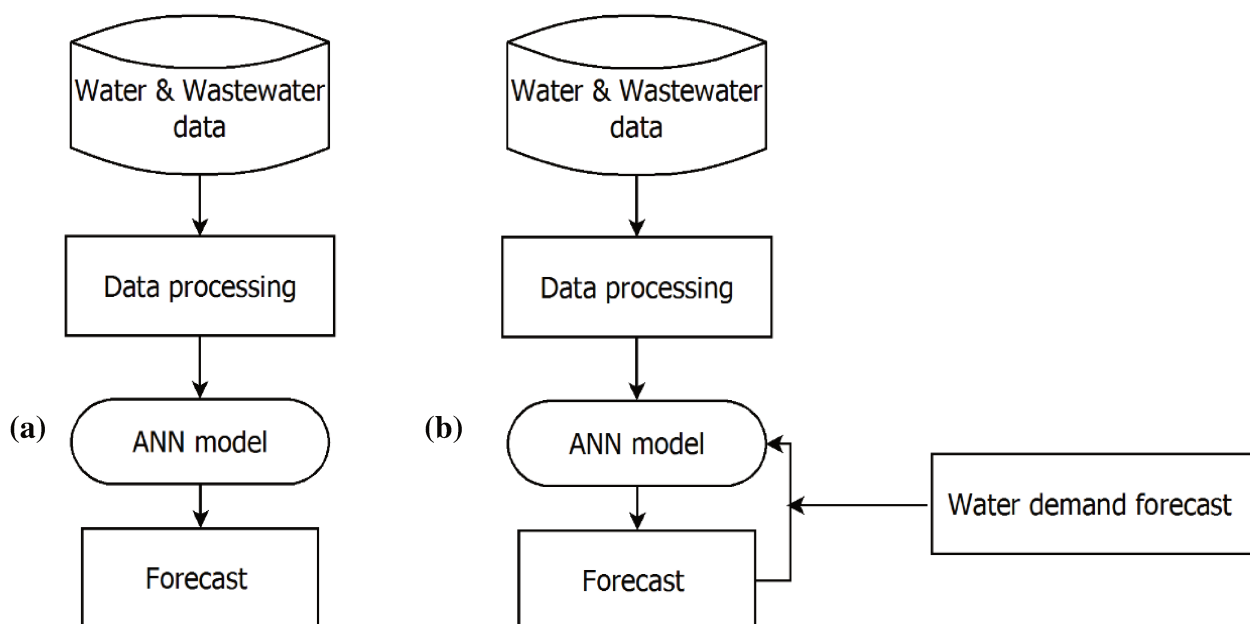 Water & Wastewater
data
Data processing
(a)
ANN model
Forecast
Water & Wastewater
data
Data processing
(b)
ANN model
Water demand forecast
Forecast